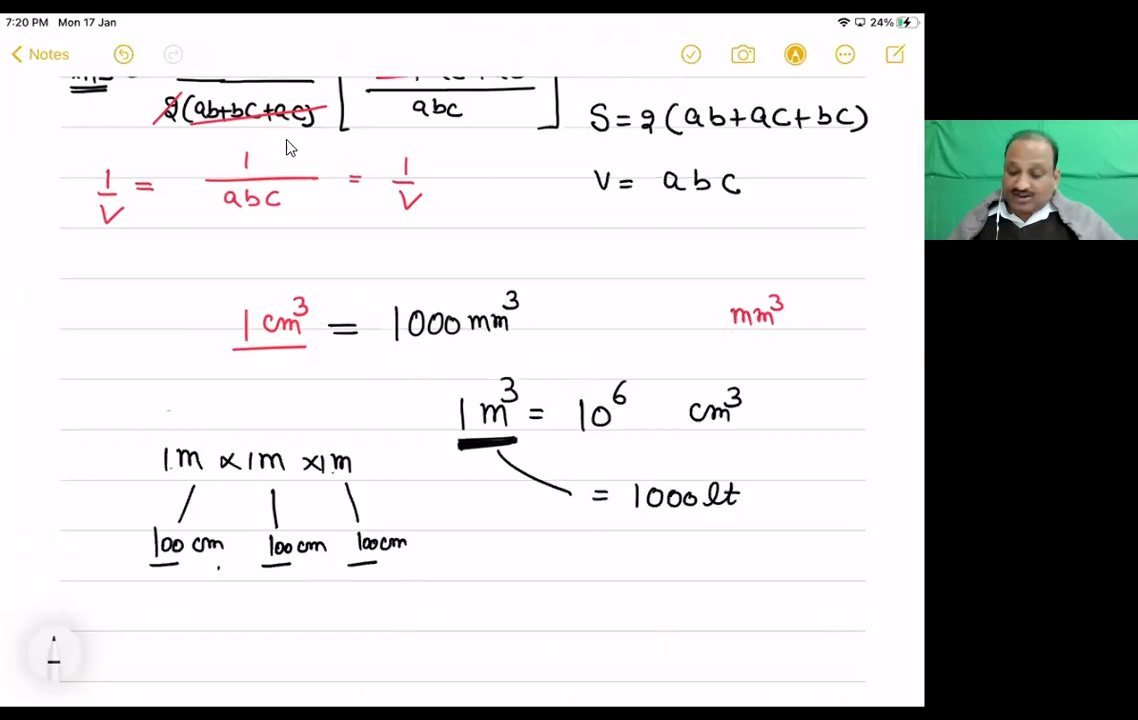 7:20 PM Mon 17 Jan
24%
Notes
2(ab+bc+ac)
abc
S = 2 (ab+ac+bc)
1/V = 1/abc = 1/V
V = abc
1 cm³ = 1000 mm³
mm³
1 m³ = 10⁶ cm³
1m × 1m × 1m
= 1000 lt
100 cm 100 cm 100 cm